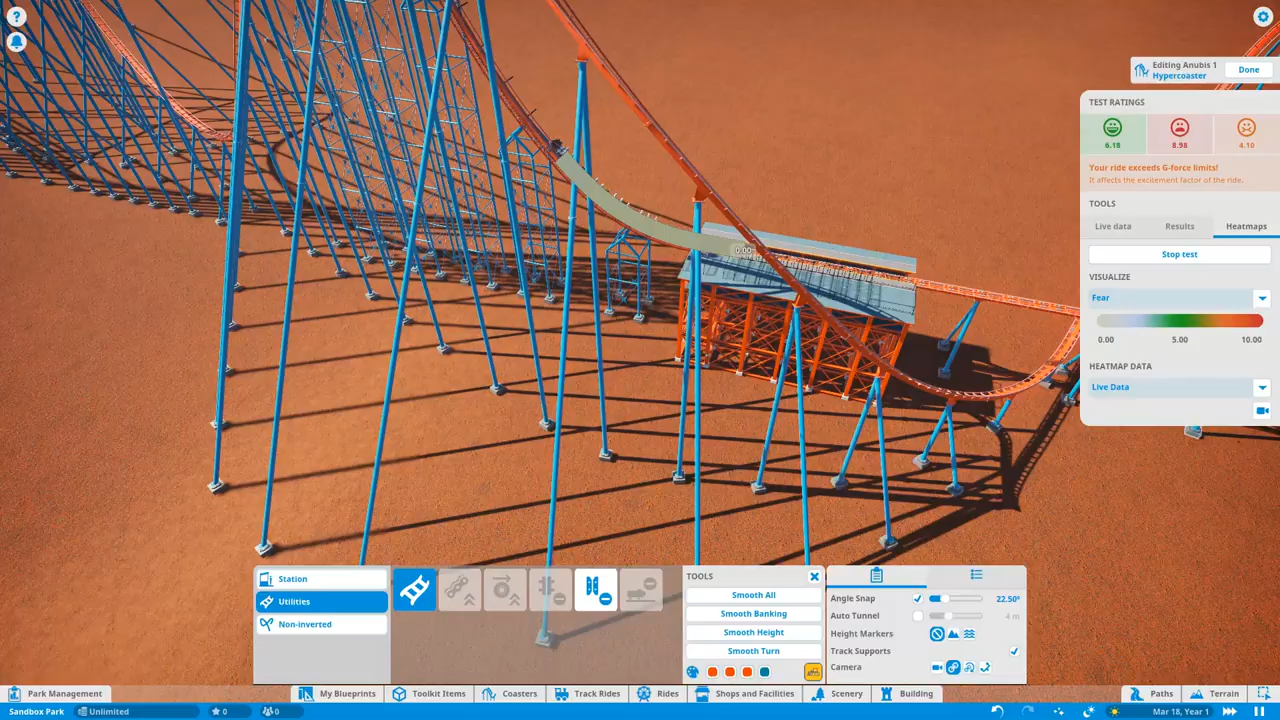 ?
Editing Anubis 1
Hypercoaster
Done
TEST RATINGS
6.18
8.98
4.10
Your ride exceeds G-force limits!
It affects the excitement factor of the ride.
TOOLS
Live data
Results
Heatmaps
Stop test
VISUALIZE
Fear
0.00
5.00
10.00
HEATMAP DATA
Live Data
0.00
Station
Utilities
Non-inverted
TOOLS
Smooth All
Smooth Banking
Smooth Height
Smooth Turn
Angle Snap
22.50°
Auto Tunnel
4 m
Height Markers
Track Supports
Camera
Park Management
My Blueprints
Toolkit Items
Coasters
Track Rides
Rides
Shops and Facilities
Scenery
Building
Paths
Terrain
Sandbox Park
Unlimited
0
0
Mar 18, Year 1